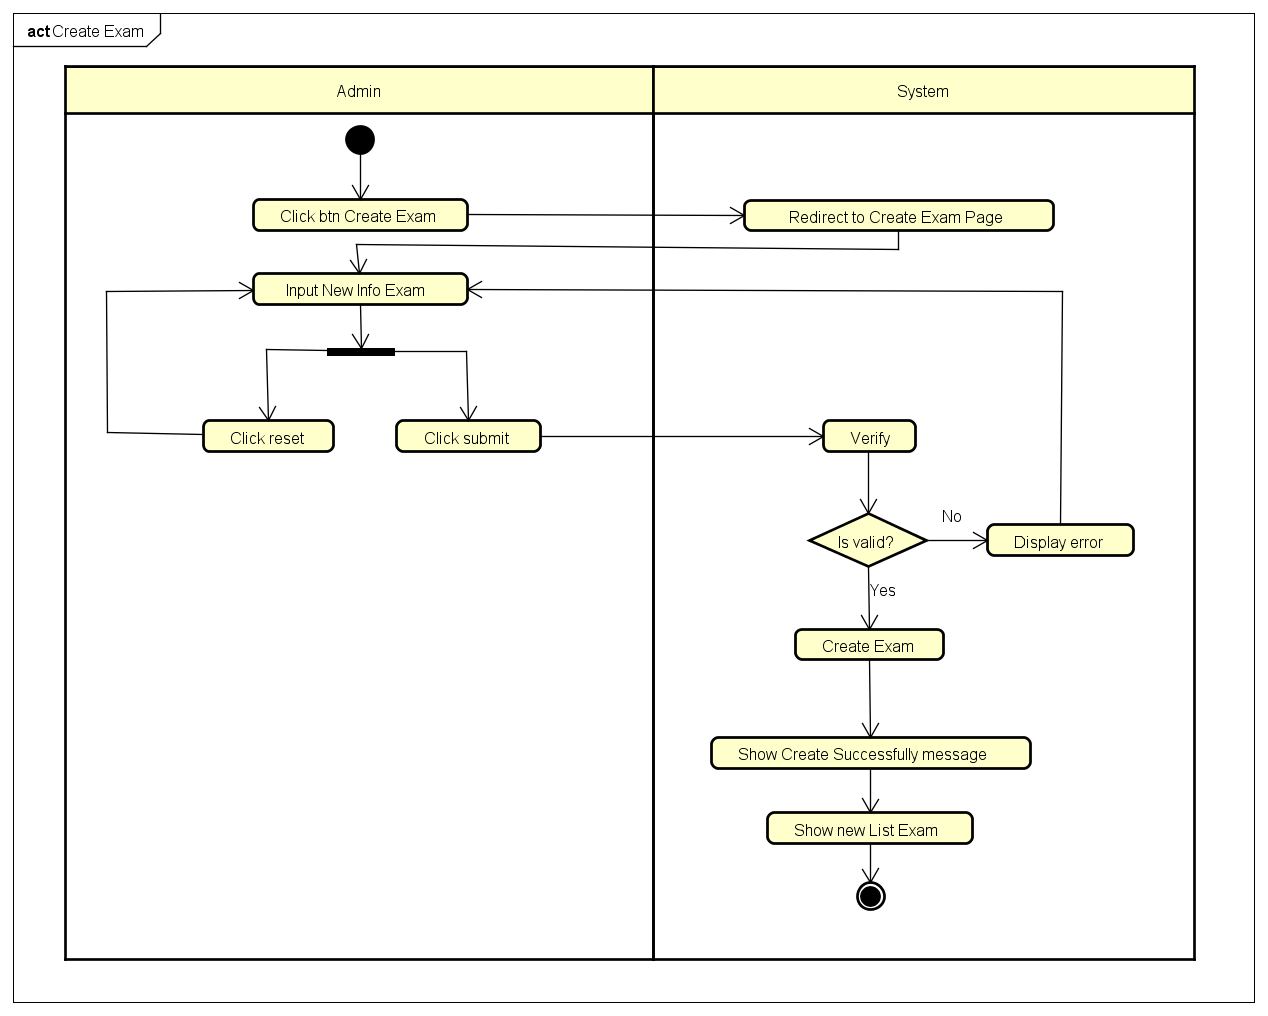 act Create Exam
Admin
System
Click btn Create Exam
Redirect to Create Exam Page
Input New Info Exam
Click reset
Click submit
Verify
Is valid?
No
Display error
Yes
Create Exam
Show Create Successfully message
Show new List Exam